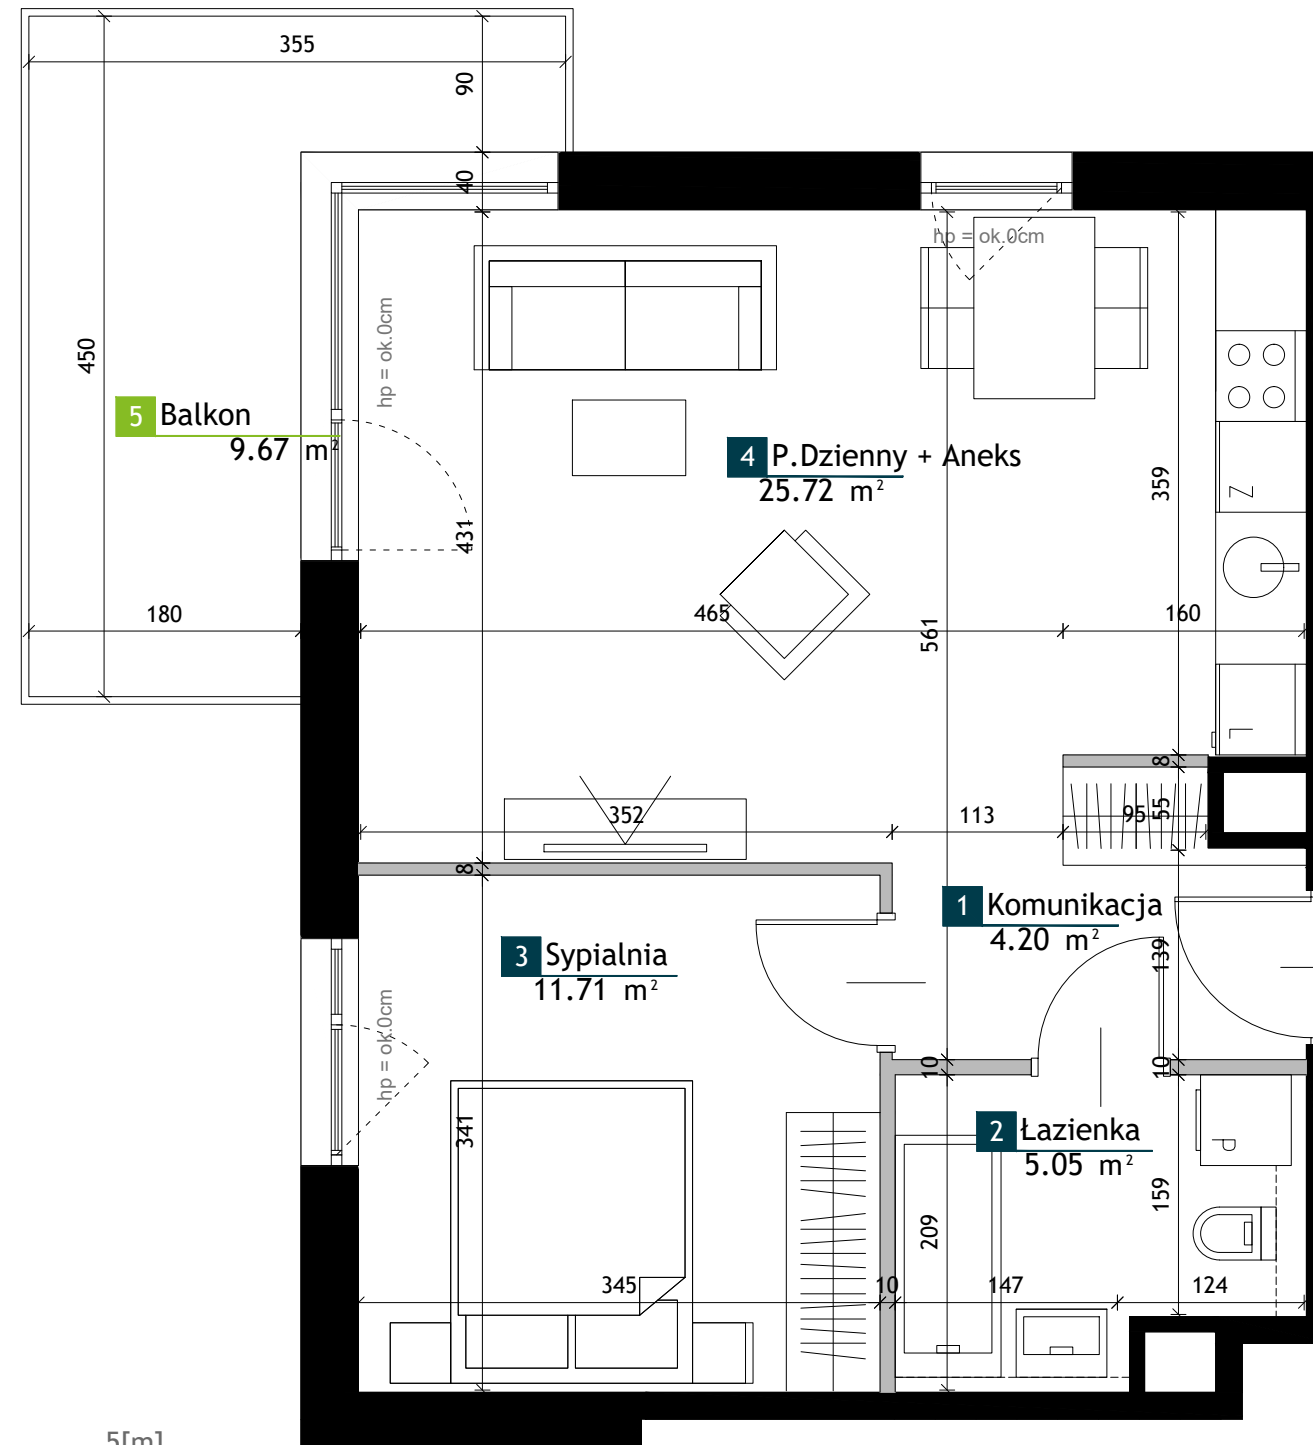 355
90
40
hp = ok.0cm
hp = ok.0cm
450
5 Balkon
9.67 m²
4 P.Dzienny + Aneks
25.72 m²
Z
359
431
180
465
561
160
L
8
352
113
95
55
8
1 Komunikacja
4.20 m²
139
3 Sypialnia
11.71 m²
hp = ok.0cm
10
10
341
2 Łazienka
5.05 m²
P
159
209
345
10
147
124
5[m]